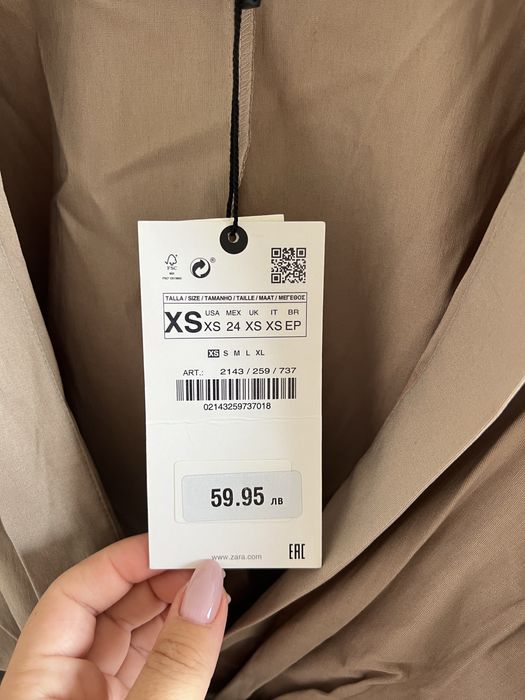 FSC
TALLA / SIZE / TAMANHO / TAILLE / MAAT / ΜΕΓΕΘΟΣ
XS USA XS MEX 24 UK XS IT XS BR EP
XS S M L XL
ART.: 2143 / 259 / 737
02143259737018
59.95 лв
www.zara.com
EAC